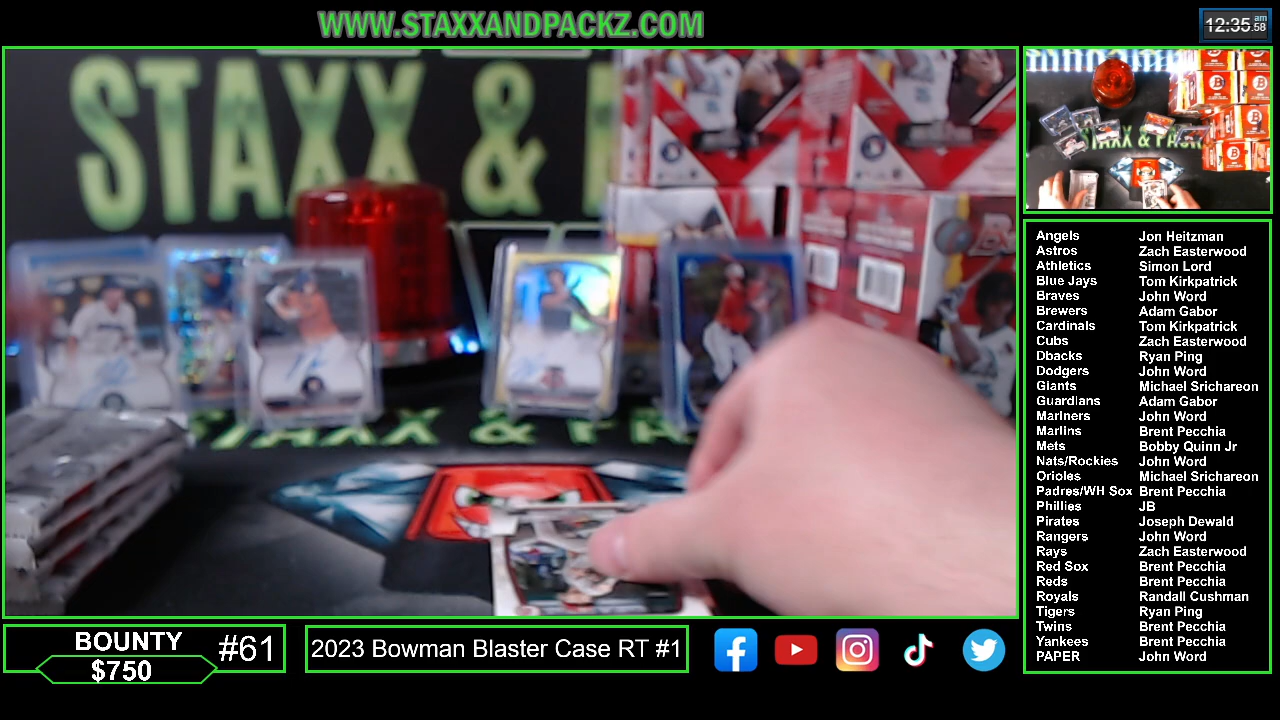 WWW.STAXXANDPACKZ.COM
12:35 am .58
STAXX & P
STAXX & PA
Angels Jon Heitzman
Astros Zach Easterwood
Athletics Simon Lord
Blue Jays Tom Kirkpatrick
Braves John Word
Brewers Adam Gabor
Cardinals Tom Kirkpatrick
Cubs Zach Easterwood
Dbacks Ryan Ping
Dodgers John Word
GIants Michael Srichareon
Guardians Adam Gabor
Mariners John Word
Marlins Brent Pecchia
Mets Bobby Quinn Jr
Nats/Rockies John Word
Orioles Michael Srichareon
Padres/WH Sox Brent Pecchia
Phillies JB
Pirates Joseph Dewald
Rangers John Word
Rays Zach Easterwood
Red Sox Brent Pecchia
Reds Brent Pecchia
Royals Randall Cushman
Tigers Ryan Ping
Twins Brent Pecchia
Yankees Brent Pecchia
PAPER John Word
BOUNTY #61
$750
2023 Bowman Blaster Case RT #1